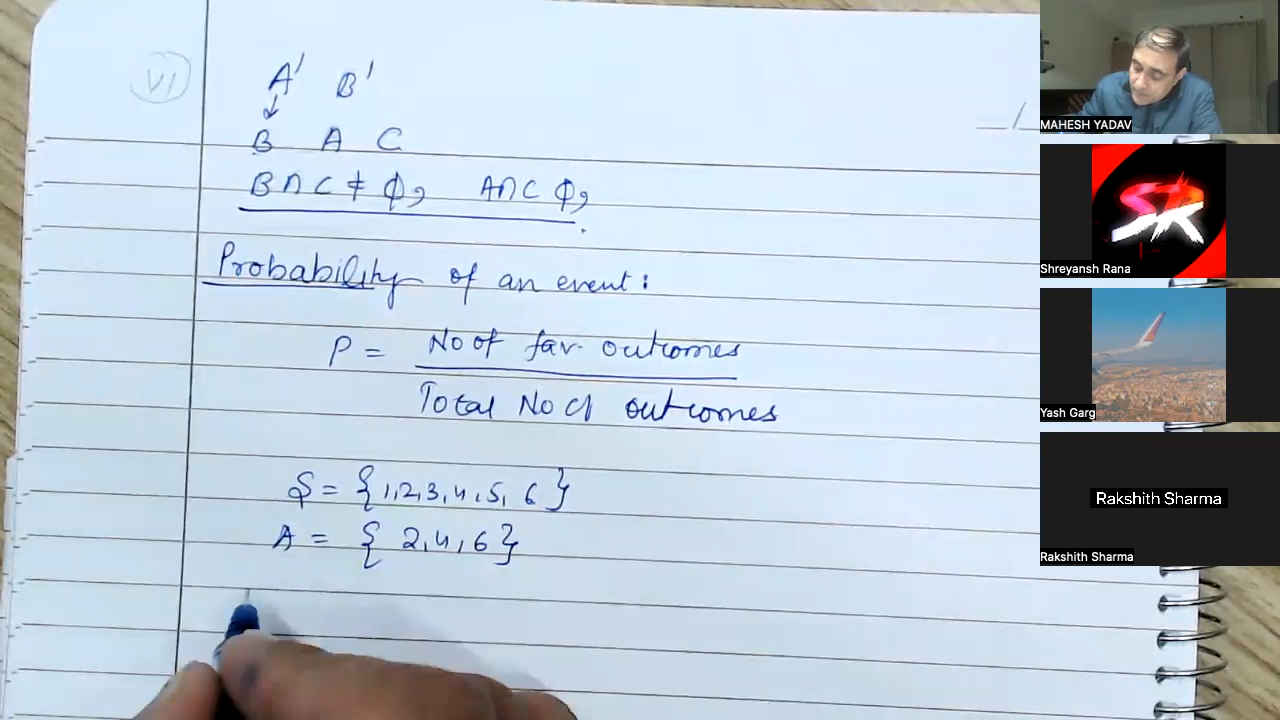 VI
A' B'
↓
B A C
B∩C ≠ ϕ, A∩C ϕ,
Probability of an event:
P = No of fav. outcomes
Total No of outcomes
S = {1,2,3,4,5,6}
A = {2,4,6}
MAHESH YADAV
SR
Shreyansh Rana
Yash Garg
Rakshith Sharma
Rakshith Sharma